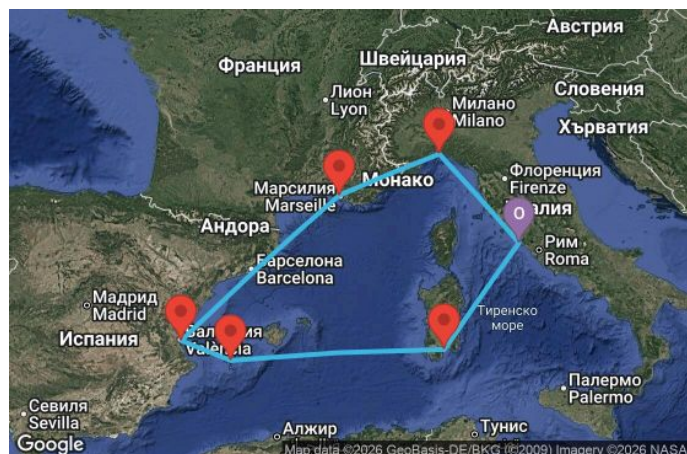 Австрия
Швейцария
Франция
Словения
Лион
Lyon
Милано
Milano
Хърватия
Флоренция
Firenze
Марсилия
Marseille
Монако
О
Андора
Рим
Roma
Барселона
Barcelona
Тиренско
море
Мадрид
Madrid
València
Испания
Палермо
Palermo
Севиля
Sevilla
Алжир
Тунис
Google
Map data ©2026 GeoBasis-DE/BKG (©2009) Imagery ©2026 NASA